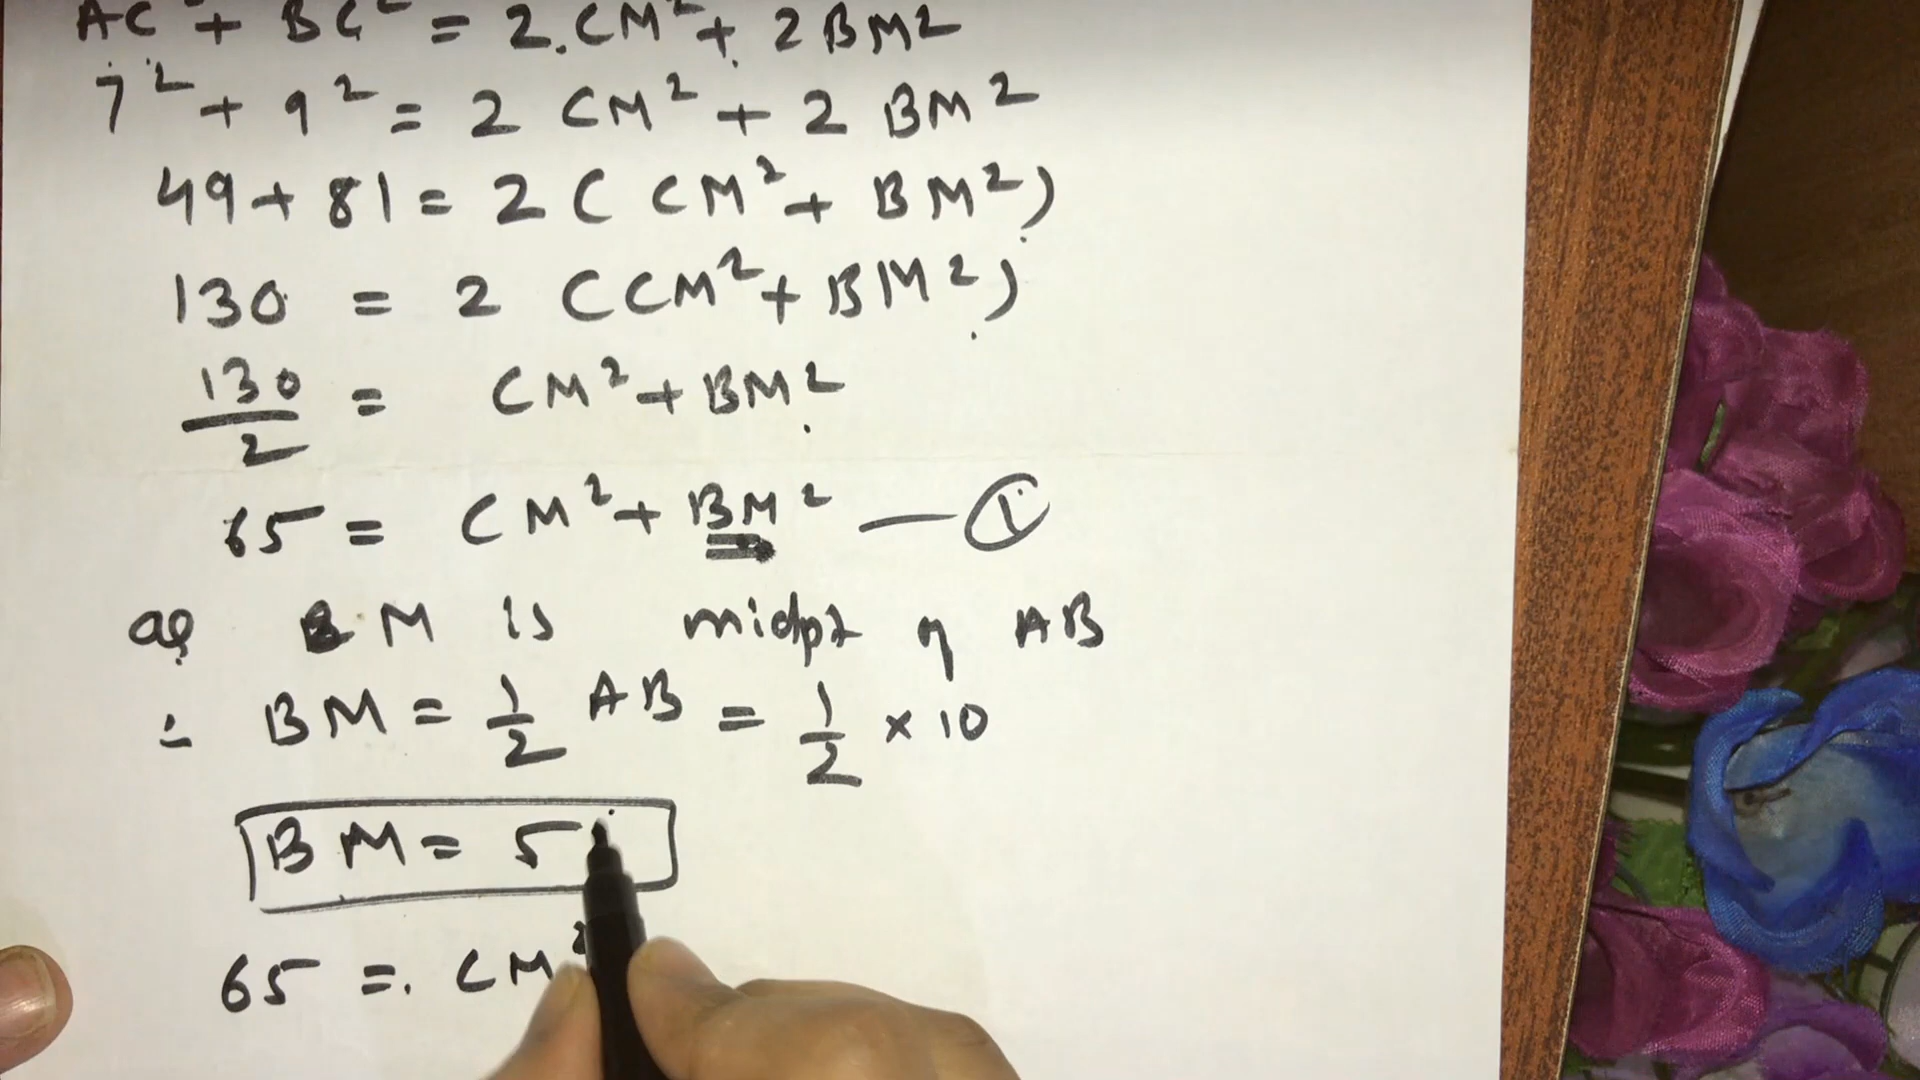 AC² + BC² = 2.CM² + 2BM²
7² + 9² = 2 CM² + 2 BM²
49 + 81 = 2 ( CM² + BM²)
130 = 2 (CM² + BM²)
130/2 = CM² + BM²
65 = CM² + BM² — ①
as M is midpt of AB
∴ BM = 1/2 AB = 1/2 × 10
BM = 5
65 = CM²